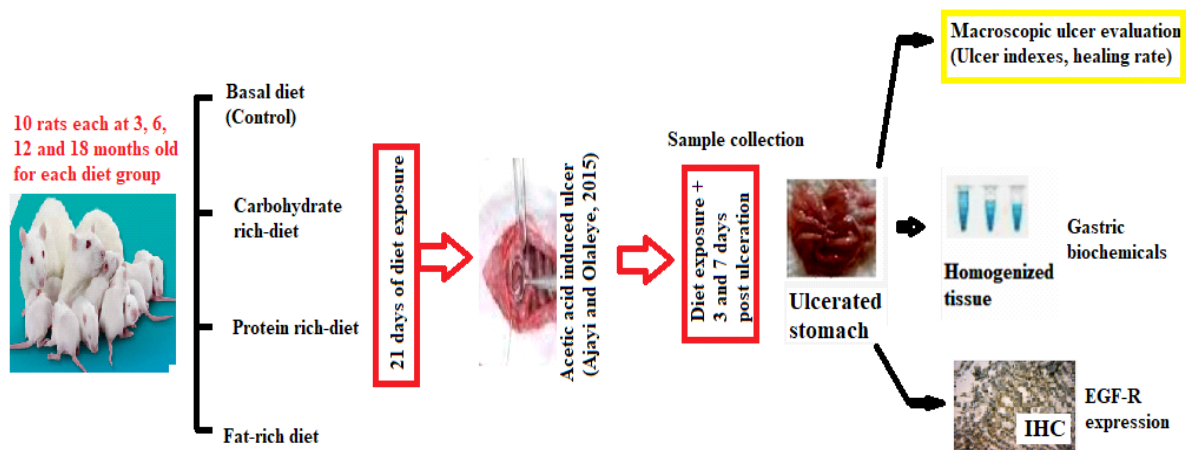 10 rats each at 3, 6,
12 and 18 months old
for each diet group
Basal diet
(Control)
Carbohydrate
rich-diet
Protein rich-diet
Fat-rich diet
21 days of diet exposure
Acetic acid induced ulcer
(Ajayi and Olaleye, 2015)
Sample collection
Diet exposure +
3 and 7 days
post ulceration
Ulcerated
stomach
Macroscopic ulcer evaluation
(Ulcer indexes, healing rate)
Homogenized
tissue
Gastric
biochemicals
IHC
EGF-R
expression